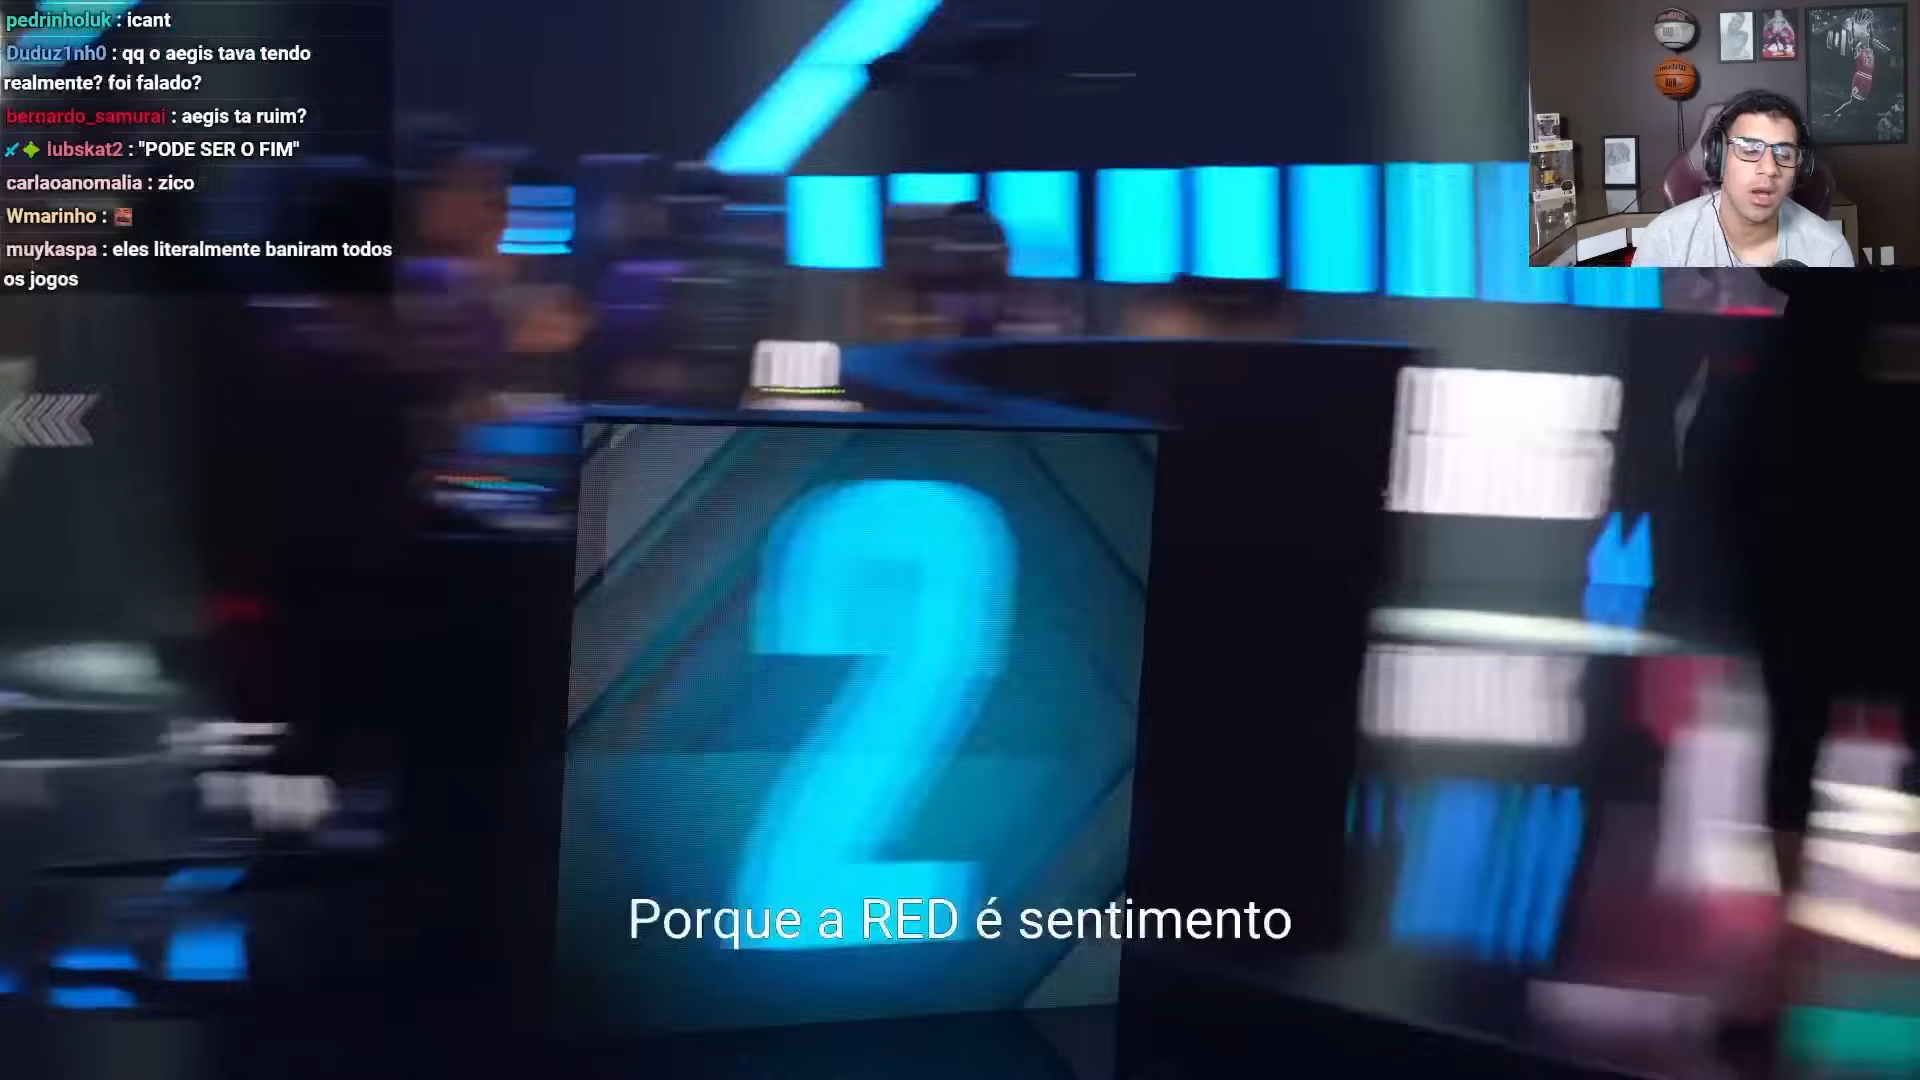 pedrinholuk : icant
Duduz1nh0 : qq o aegis tava tendo
realmente? foi falado?
bernardo_samurai : aegis ta ruim?
lubskat2 : "PODE SER O FIM"
carlaoanomalia : zico
Wmarinho :
muykaspa : eles literalmente baniram todos
os jogos
2
Porque a RED é sentimento